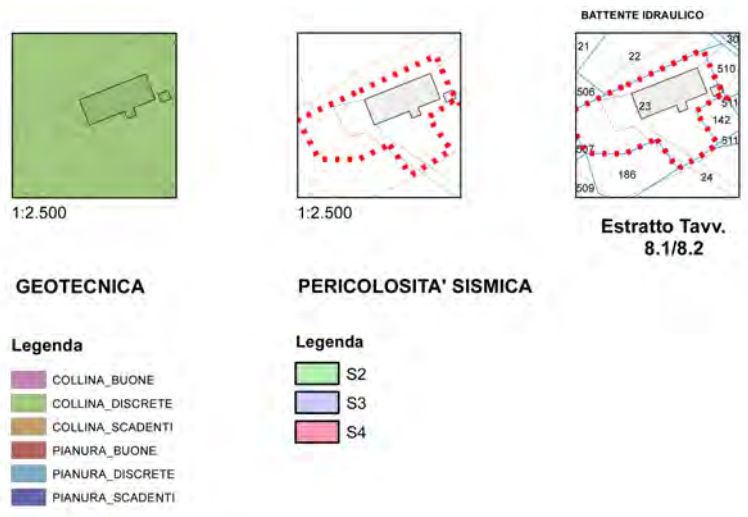 BATTENTE IDRAULICO
21
22
30
510
506
23
511
142
507
511
186
24
509
1:2.500
1:2.500
Estratto Tavv.
8.1/8.2
GEOTECNICA
PERICOLOSITA' SISMICA
Legenda
COLLINA_BUONE
COLLINA_DISCRETE
COLLINA_SCADENTI
PIANURA_BUONE
PIANURA_DISCRETE
PIANURA_SCADENTI
Legenda
S2
S3
S4